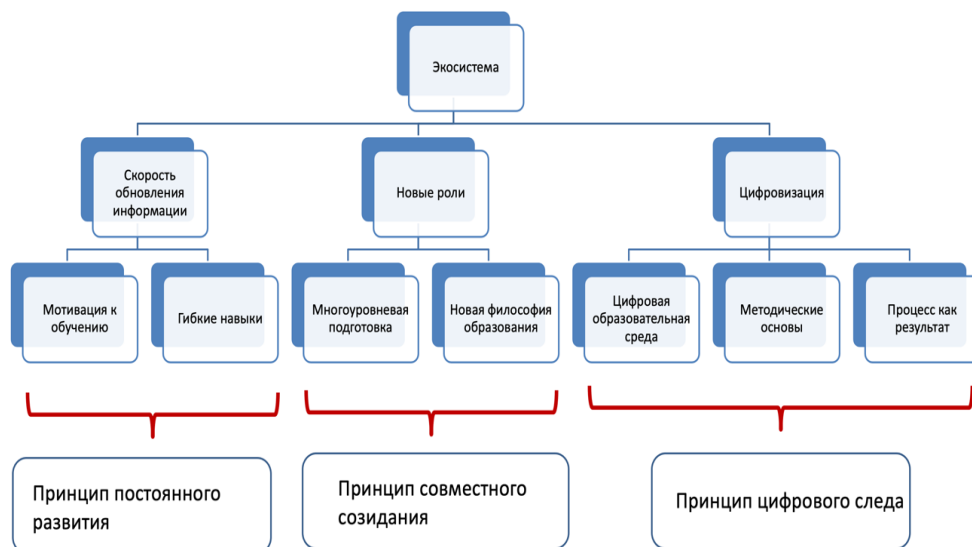 Экосистема
Скорость
обновления
информации
Новые роли
Цифровизация
Мотивация к
обучению
Гибкие навыки
Многоуровневая
подготовка
Новая философия
образования
Цифровая
образовательная
среда
Методические
основы
Процесс как
результат
Принцип постоянного
развития
Принцип совместного
созидания
Принцип цифрового следа